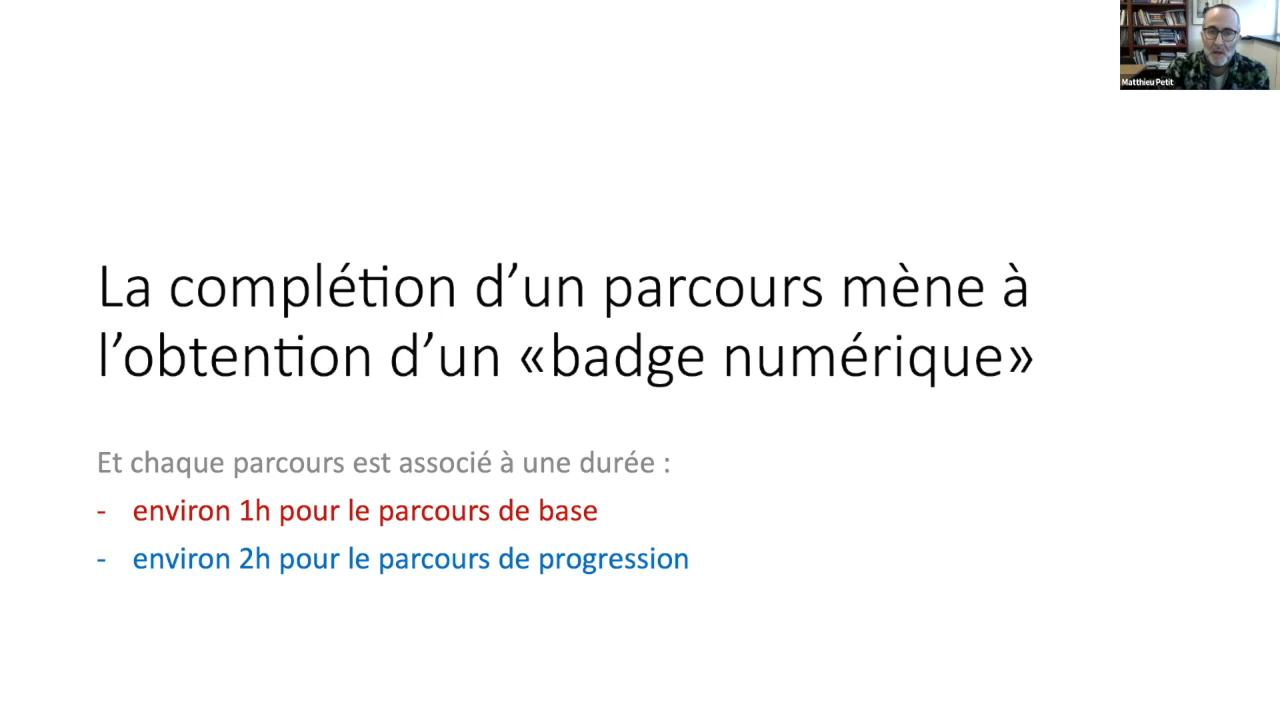 Matthieu Petit
La complétion d’un parcours mène à
l’obtention d’un «badge numérique»
Et chaque parcours est associé à une durée :
- environ 1h pour le parcours de base
- environ 2h pour le parcours de progression